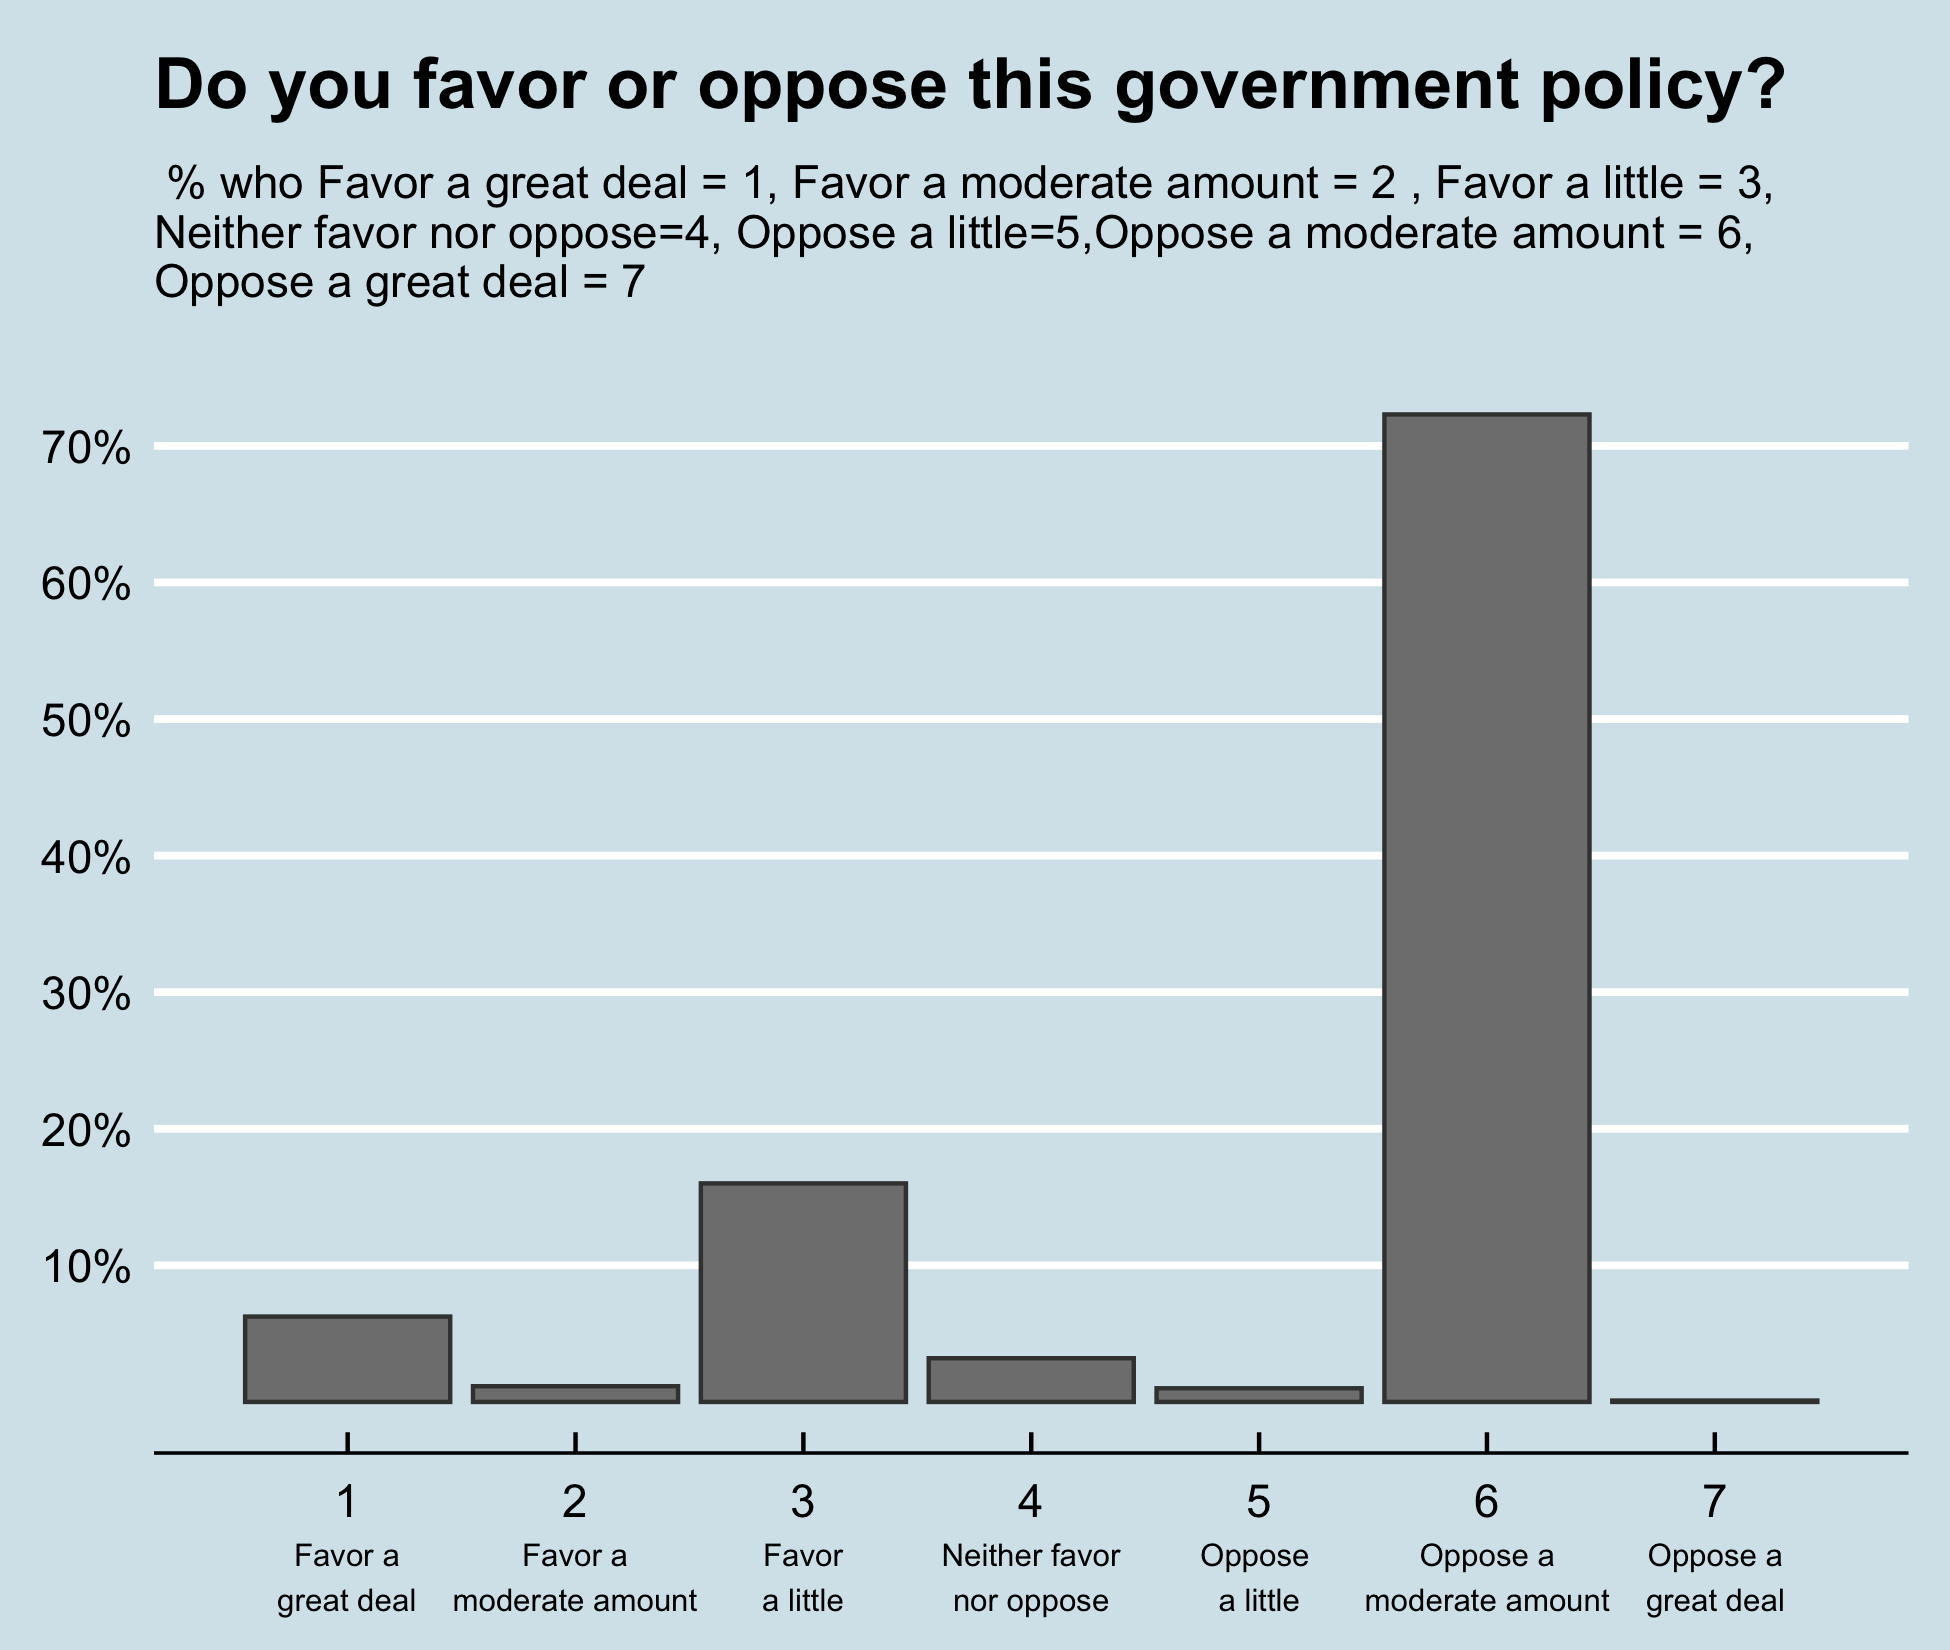 Do you favor or oppose this government policy?
% who Favor a great deal = 1, Favor a moderate amount = 2 , Favor a little = 3,
Neither favor nor oppose=4, Oppose a little=5,Oppose a moderate amount = 6,
Oppose a great deal = 7
70%
60%
50%
40%
30%
20%
10%
1 2 3 4 5 6 7
Favor a Favor a Favor Neither favor Oppose Oppose a Oppose a
great deal moderate amount a little nor oppose a little moderate amount great deal